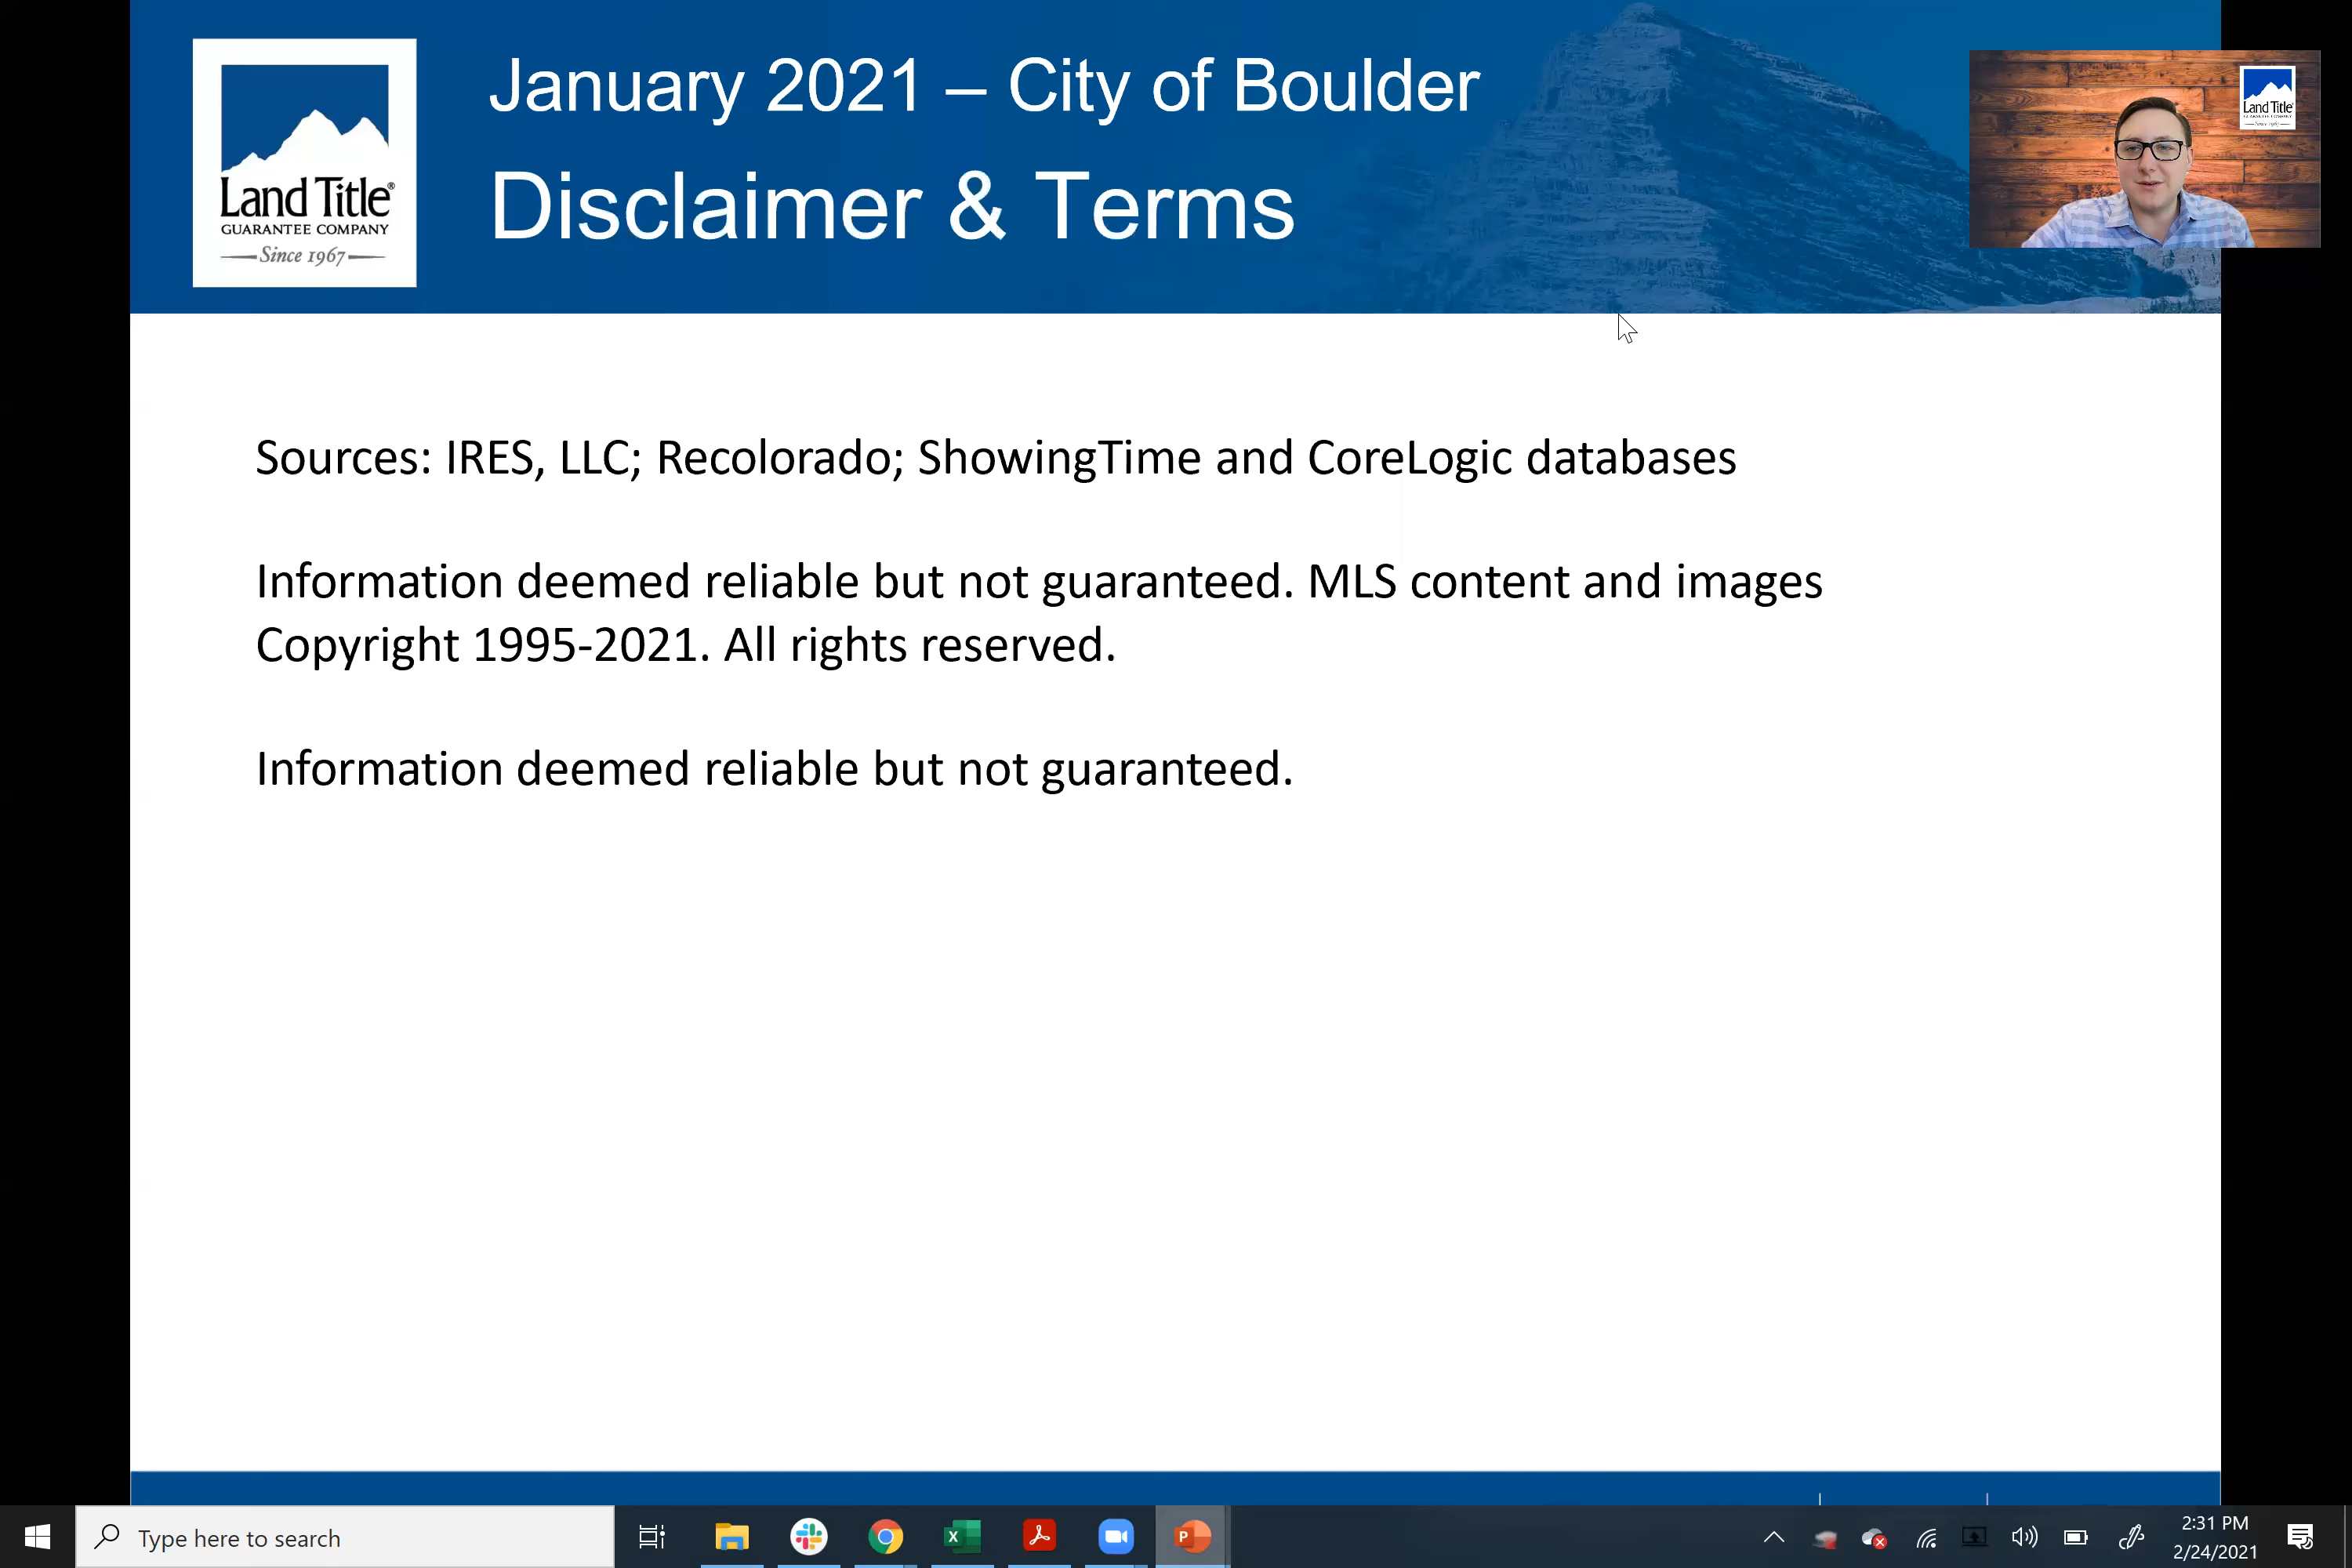 January 2021 – City of Boulder
Disclaimer & Terms
Land Title®
GUARANTEE COMPANY
Since 1967
Land Title
Sources: IRES, LLC; Recolorado; ShowingTime and CoreLogic databases
Information deemed reliable but not guaranteed. MLS content and images
Copyright 1995-2021. All rights reserved.
Information deemed reliable but not guaranteed.
Type here to search
2:31 PM
2/24/2021